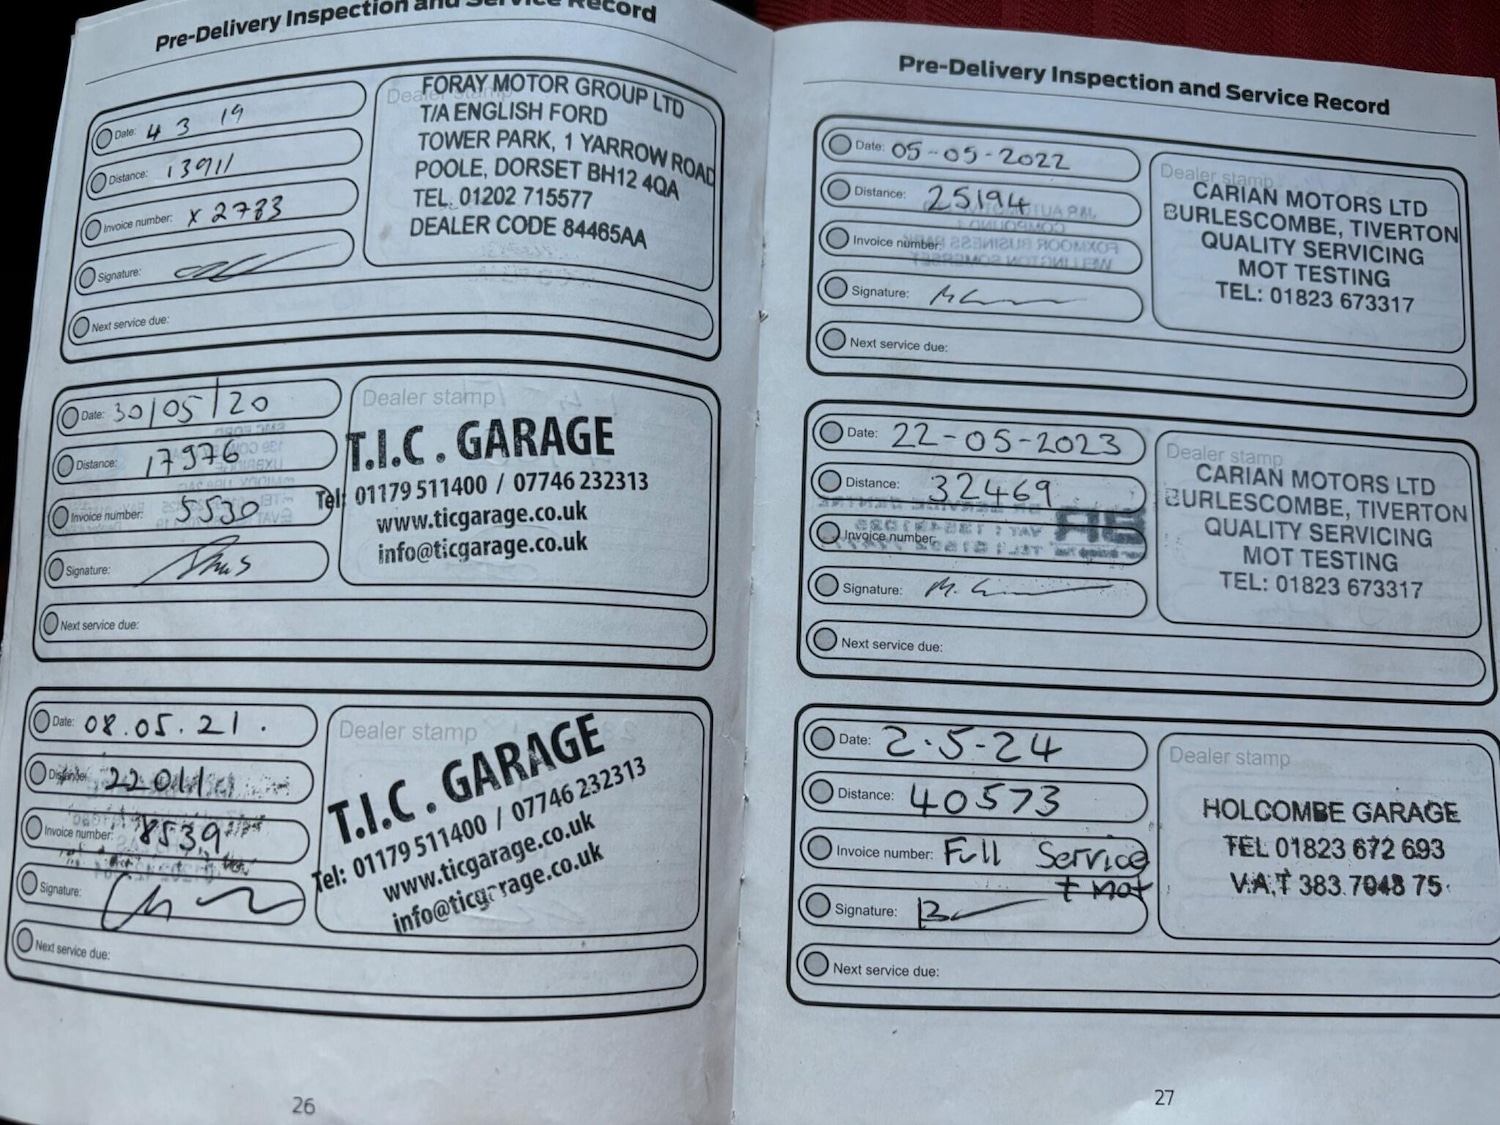 Pre-Delivery Inspection and Service Record
Date: 4 3 19
Distance: 13911
Invoice number: X2783
Signature:
Next service due:
Dealer stamp
FORAY MOTOR GROUP LTD
T/A ENGLISH FORD
TOWER PARK, 1 YARROW ROAD
POOLE, DORSET BH12 4QA
TEL. 01202 715577
DEALER CODE 84465AA
Date: 30/05/20
Distance: 17976
Invoice number: 5530
Signature:
Next service due:
Dealer stamp
T.I.C. GARAGE
Tel: 01179 511400 / 07746 232313
www.ticgarage.co.uk
info@ticgarage.co.uk
Date: 08.05.21.
Distance: 22011
Invoice number: 8539
Signature:
Next service due:
Dealer stamp
T.I.C. GARAGE
Tel: 01179 511400 / 07746 232313
www.ticgarage.co.uk
info@ticgarage.co.uk
26
Pre-Delivery Inspection and Service Record
Date: 05-05-2022
Distance: 25194
Invoice number:
Signature:
Next service due:
Dealer stamp
CARIAN MOTORS LTD
BURLESCOMBE, TIVERTON
QUALITY SERVICING
MOT TESTING
TEL: 01823 673317
Date: 22-05-2023
Distance: 32469
Invoice number:
Signature:
Next service due:
Dealer stamp
CARIAN MOTORS LTD
BURLESCOMBE, TIVERTON
QUALITY SERVICING
MOT TESTING
TEL: 01823 673317
Date: 2.5.24
Distance: 40573
Invoice number: Full Service
+ Mot
Signature:
Next service due:
Dealer stamp
HOLCOMBE GARAGE
TEL 01823 672 693
V.A.T 383 7048 75
27